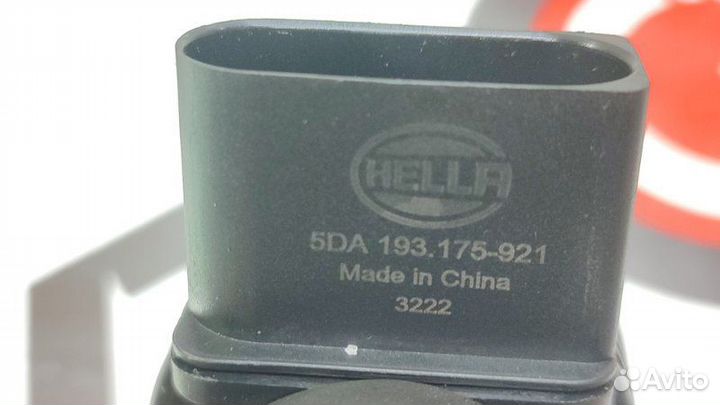 HELLA
5DA 193.175-921
Made in China
3222
Avito